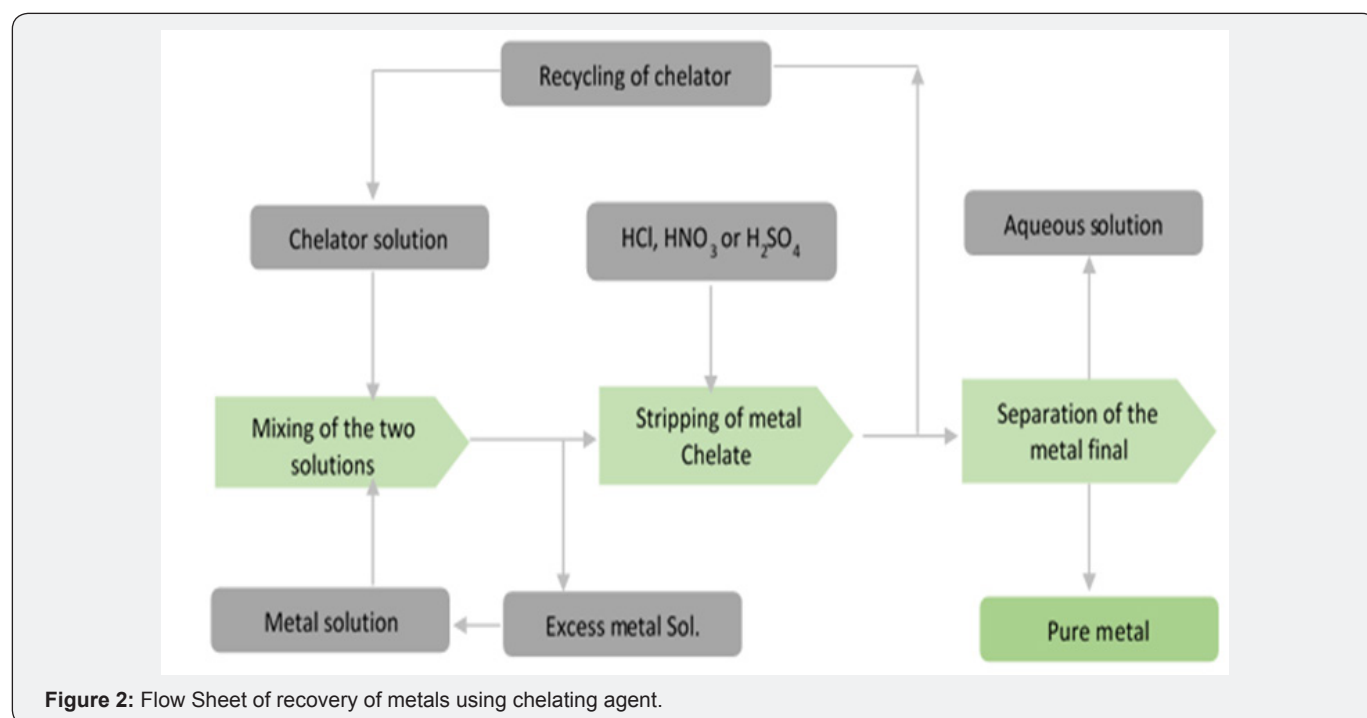 Recycling of chelator
Chelator solution
HCl, HNO₃ or H₂SO₄
Aqueous solution
Mixing of the two
solutions
Stripping of metal
Chelate
Separation of the
metal final
Metal solution
Excess metal Sol.
Pure metal
Figure 2: Flow Sheet of recovery of metals using chelating agent.